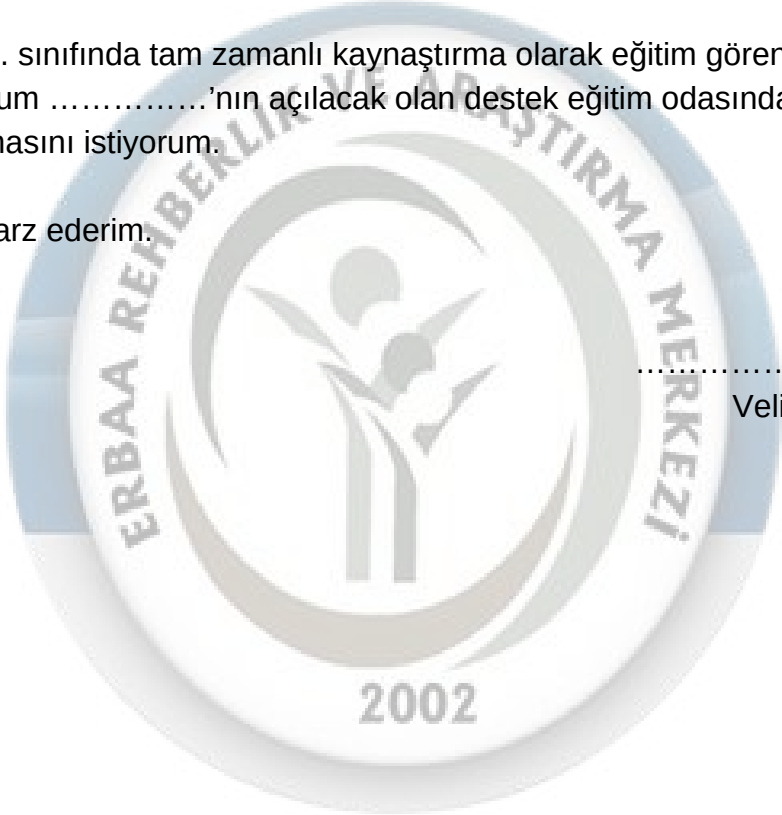 . sınıfında tam zamanlı kaynaştırma olarak eğitim gören
um ……………’nın açılacak olan destek eğitim odasında
masını istiyorum.
arz ederim.
……………
Veli
ERBAA REHBERLİK VE ARAŞTIRMA MERKEZİ
2002